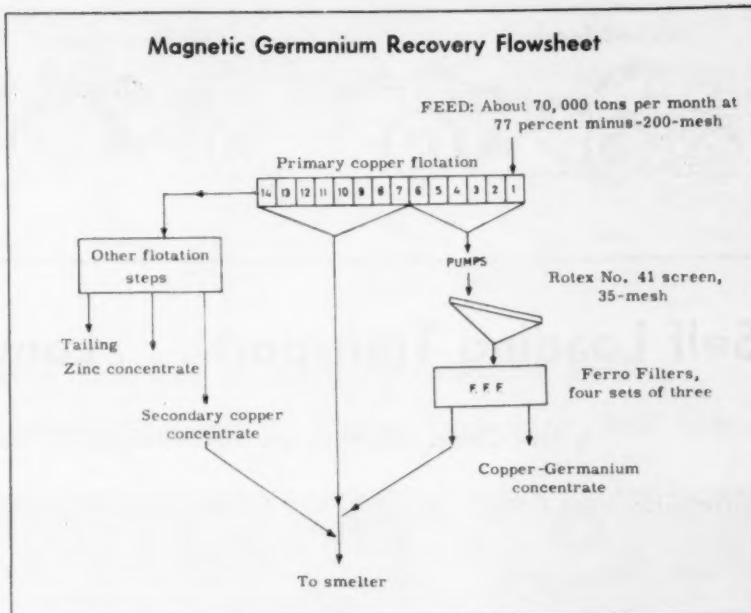 Magnetic Germanium Recovery Flowsheet
FEED: About 70,000 tons per month at
77 percent minus-200-mesh
Primary copper flotation
14 13 12 11 10 9 8 7 6 5 4 3 2 1
Other flotation
steps
PUMPS
Rotex No. 41 screen,
35-mesh
Tailing
Zinc concentrate
F. F. F.
Ferro Filters,
four sets of three
Secondary copper
concentrate
Copper-Germanium
concentrate
To smelter